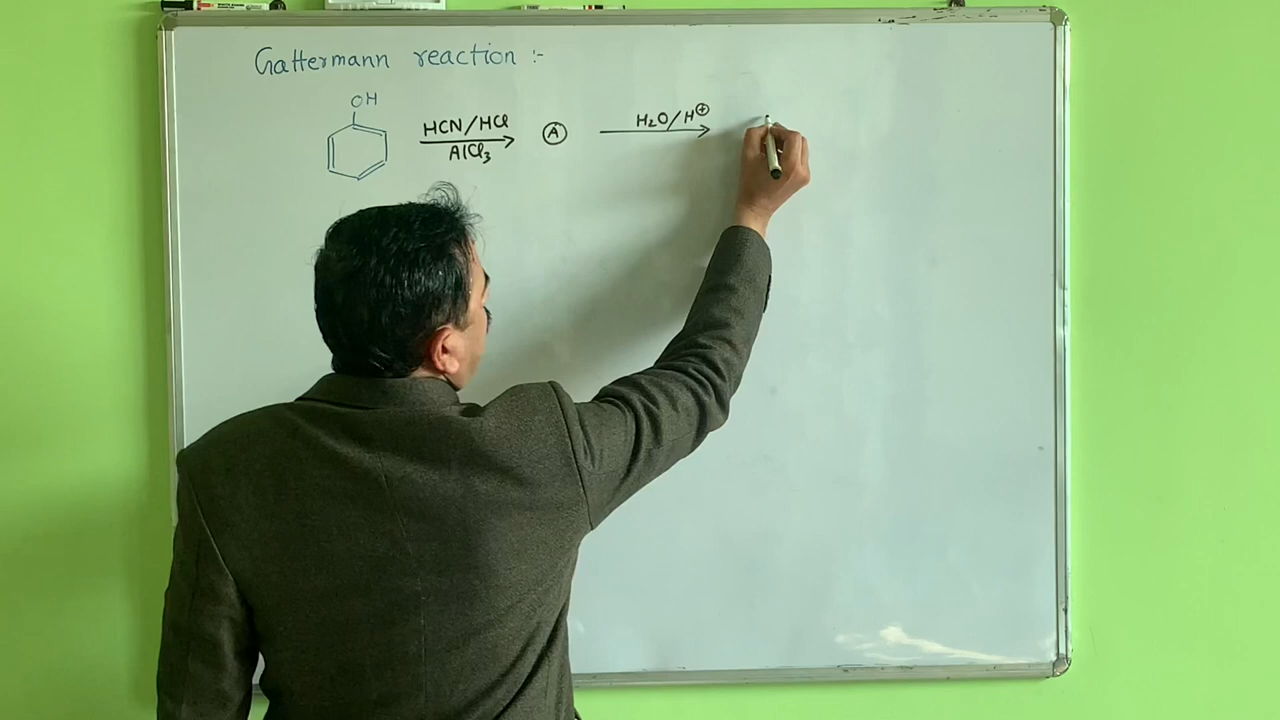 Gattermann reaction :-
OH
HCN/HCl
AlCl3
A
H2O/H⊕